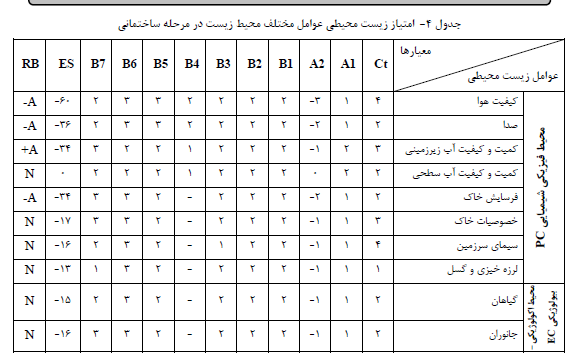 جدول ۴- امتیاز زیست محیطی عوامل مختلف محیط زیست در مرحله ساختمانی
معیارها
عوامل زیست محیطی Ct A1 A2 B1 B2 B3 B4 B5 B6 B7 ES RB
محیط فیزیکی شیمیایی PC
کیفیت هوا ۴ ۱ -۳ ۲ ۲ ۲ ۲ ۳ ۳ ۲ -۶۰ -A
صدا ۲ ۱ -۲ ۲ ۲ ۲ ۲ ۳ ۳ ۲ -۳۶ -A
کمیت و کیفیت آب زیرزمینی ۳ ۲ -۱ ۲ ۲ ۲ ۱ ۲ ۳ ۲ -۳۴ +A
کمیت و کیفیت آب سطحی ۲ ۲ ۰ ۲ ۲ ۲ ۱ ۲ ۲ ۲ ۰ N
فرسایش خاک ۲ ۱ -۲ ۲ ۲ ۲ - ۲ ۳ ۳ -۳۴ -A
خصوصیات خاک ۳ ۱ -۱ ۲ ۲ ۲ - ۲ ۳ ۳ -۱۷ N
سیمای سرزمین ۴ ۱ -۱ ۲ ۲ ۱ - ۲ ۳ ۲ -۱۶ N
لرزه خیزی و گسل ۱ ۱ -۱ ۲ ۲ ۲ - ۲ ۳ ۱ -۱۳ N
محیط اکولوژیکی -
بیولوژیکی EC
گیاهان ۲ ۱ -۱ ۲ ۲ ۲ - ۲ ۳ ۲ -۱۵ N
جانوران ۲ ۱ -۱ ۲ ۲ ۲ - ۲ ۳ ۳ -۱۶ N